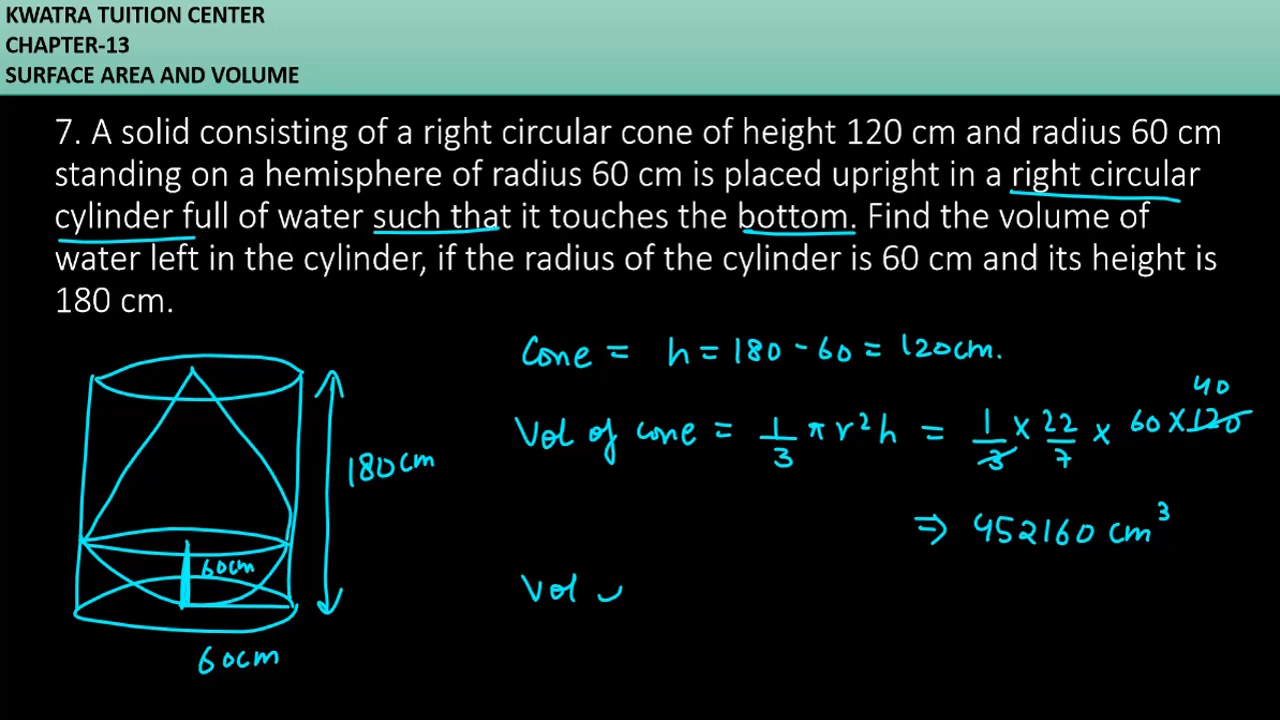 KWATRA TUITION CENTER
CHAPTER-13
SURFACE AREA AND VOLUME
7. A solid consisting of a right circular cone of height 120 cm and radius 60 cm
standing on a hemisphere of radius 60 cm is placed upright in a right circular
cylinder full of water such that it touches the bottom. Find the volume of
water left in the cylinder, if the radius of the cylinder is 60 cm and its height is
180 cm.
Cone = h = 180 - 60 = 120cm.
40
Vol of cone = 1/3 π r² h = 1/3 × 22/7 × 60 × 120
180cm
⇒ 452160 cm³
60cm
Vol
60cm